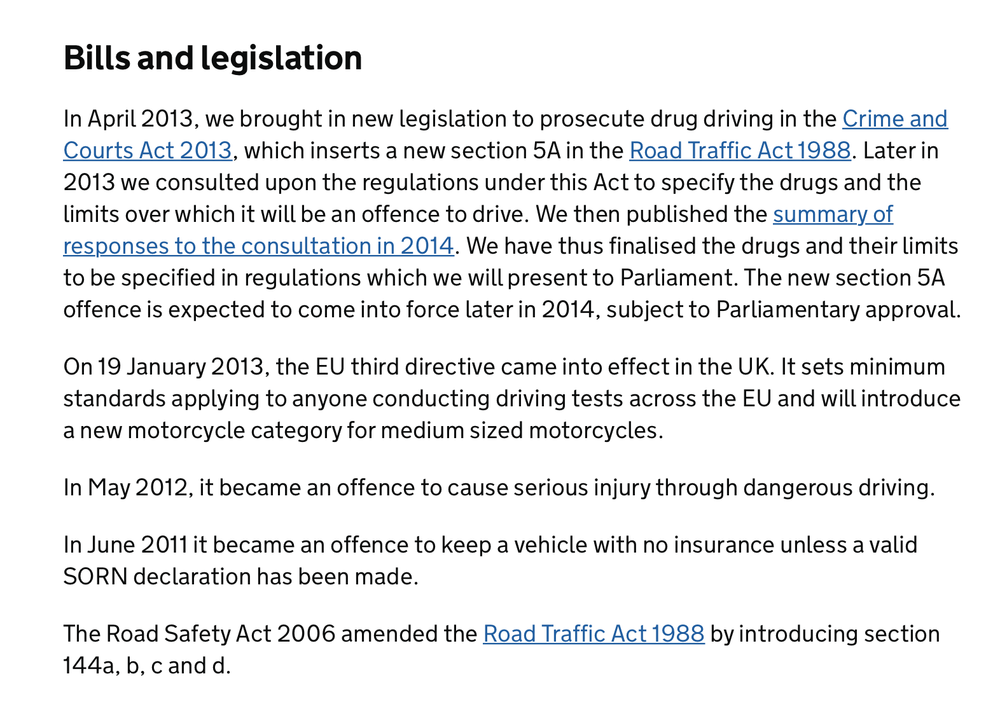 Bills and legislation
In April 2013, we brought in new legislation to prosecute drug driving in the Crime and
Courts Act 2013, which inserts a new section 5A in the Road Traffic Act 1988. Later in
2013 we consulted upon the regulations under this Act to specify the drugs and the
limits over which it will be an offence to drive. We then published the summary of
responses to the consultation in 2014. We have thus finalised the drugs and their limits
to be specified in regulations which we will present to Parliament. The new section 5A
offence is expected to come into force later in 2014, subject to Parliamentary approval.
On 19 January 2013, the EU third directive came into effect in the UK. It sets minimum
standards applying to anyone conducting driving tests across the EU and will introduce
a new motorcycle category for medium sized motorcycles.
In May 2012, it became an offence to cause serious injury through dangerous driving.
In June 2011 it became an offence to keep a vehicle with no insurance unless a valid
SORN declaration has been made.
The Road Safety Act 2006 amended the Road Traffic Act 1988 by introducing section
144a, b, c and d.